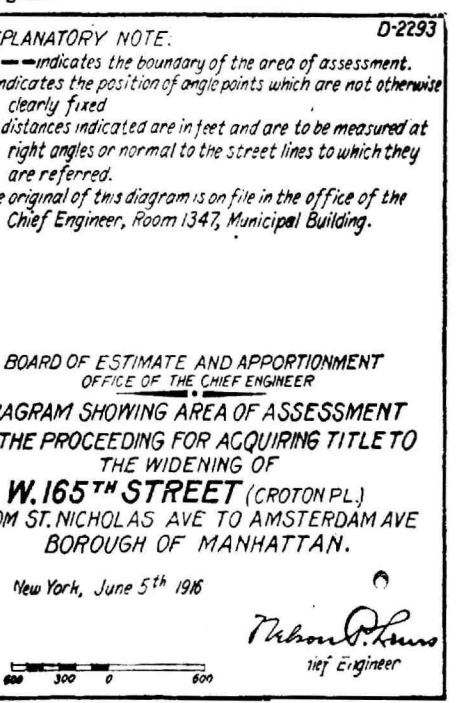 D-2293
PLANATORY NOTE:
indicates the boundary of the area of assessment.
ndicates the position of angle points which are not otherwise
clearly fixed
distances indicated are in feet and are to be measured at
right angles or normal to the street lines to which they
are referred.
e original of this diagram is on file in the office of the
Chief Engineer, Room 1347, Municipal Building.
BOARD OF ESTIMATE AND APPORTIONMENT
OFFICE OF THE CHIEF ENGINEER
AGRAM SHOWING AREA OF ASSESSMENT
THE PROCEEDING FOR ACQUIRING TITLE TO
THE WIDENING OF
W. 165TH STREET (CROTON PL.)
OM ST. NICHOLAS AVE TO AMSTERDAM AVE
BOROUGH OF MANHATTAN.
New York, June 5th 1916
Nelson P. Lewis
hief Engineer
600 300 0 600